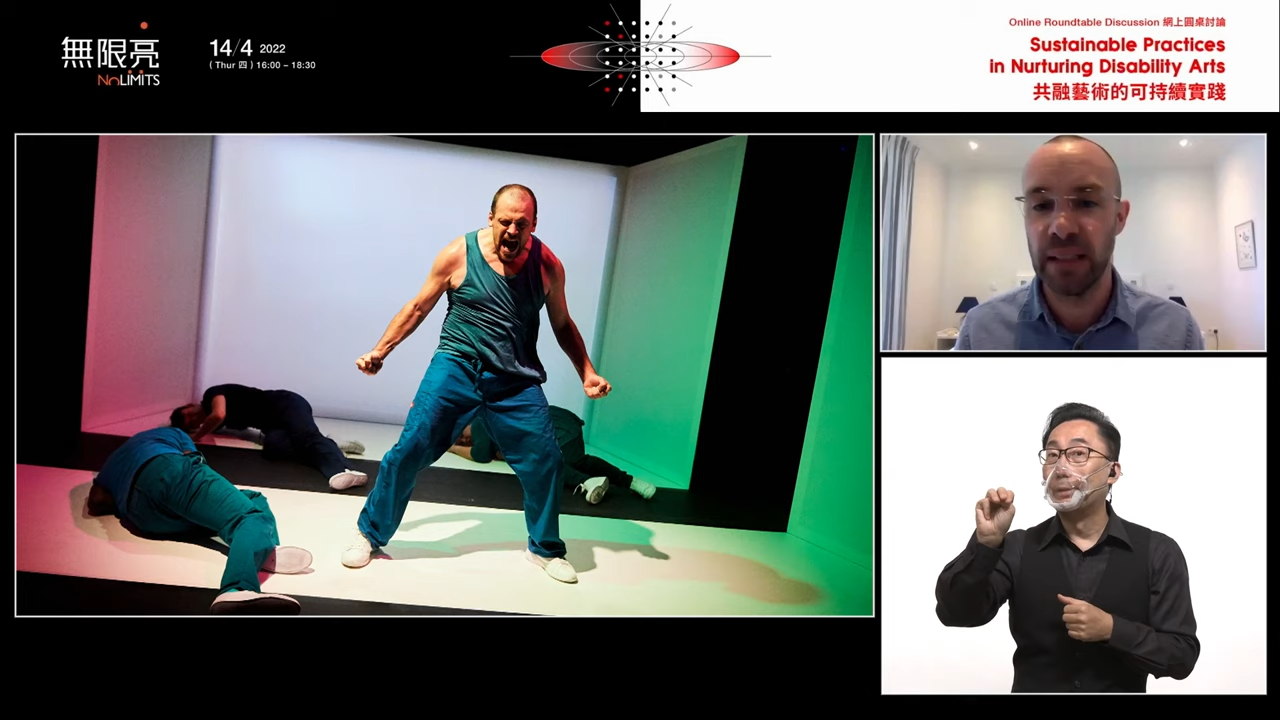 無限亮
NoLIMITS
14/4 2022
( Thur 四 ) 16:00 – 18:30
Online Roundtable Discussion 網上圓桌討論
Sustainable Practices
in Nurturing Disability Arts
共融藝術的可持續實踐